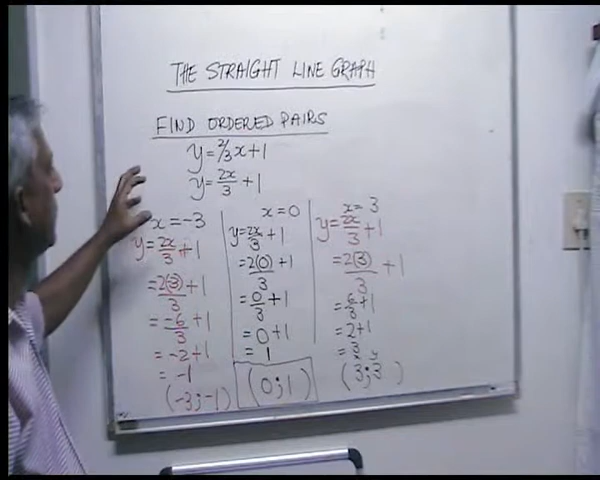 THE STRAIGHT LINE GRAPH
FIND ORDERED PAIRS
y = 2/3 x + 1
y = 2x/3 + 1
x = -3
y = 2x/3 + 1
= 2(-3)/3 + 1
= -6/3 + 1
= -2 + 1
= -1
(-3; -1)
x = 0
y = 2x/3 + 1
= 2(0)/3 + 1
= 0/3 + 1
= 0 + 1
= 1
(0; 1)
x = 3
y = 2x/3 + 1
= 2(3)/3 + 1
= 6/3 + 1
= 2 + 1
= 3
x y
(3; 3)